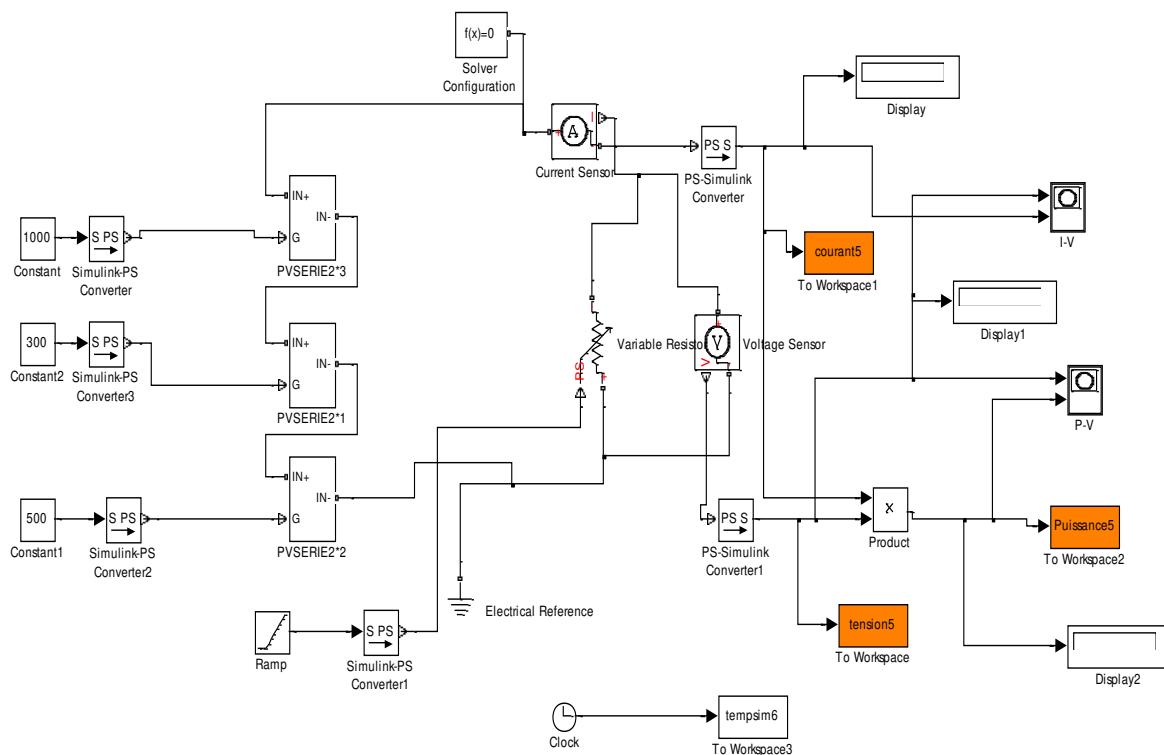 f(x)=0
Solver
Configuration
Display
+
A
I
-
Current Sensor
PS S
PS-Simulink
Converter
I-V
1000
Constant
S PS
Simulink-PS
Converter
IN+
IN-
G
PVSERIE2*3
courant5
To Workspace1
Display1
300
Constant2
S PS
Simulink-PS
Converter3
IN+
IN-
G
PVSERIE2*1
PS
+
Variable Resistor
+
V
V
-
Voltage Sensor
P-V
500
Constant1
S PS
Simulink-PS
Converter2
IN+
IN-
G
PVSERIE2*2
PS S
PS-Simulink
Converter1
x
Product
Puissance5
To Workspace2
Electrical Reference
Ramp
S PS
Simulink-PS
Converter1
tension5
To Workspace
Display2
Clock
tempsim6
To Workspace3